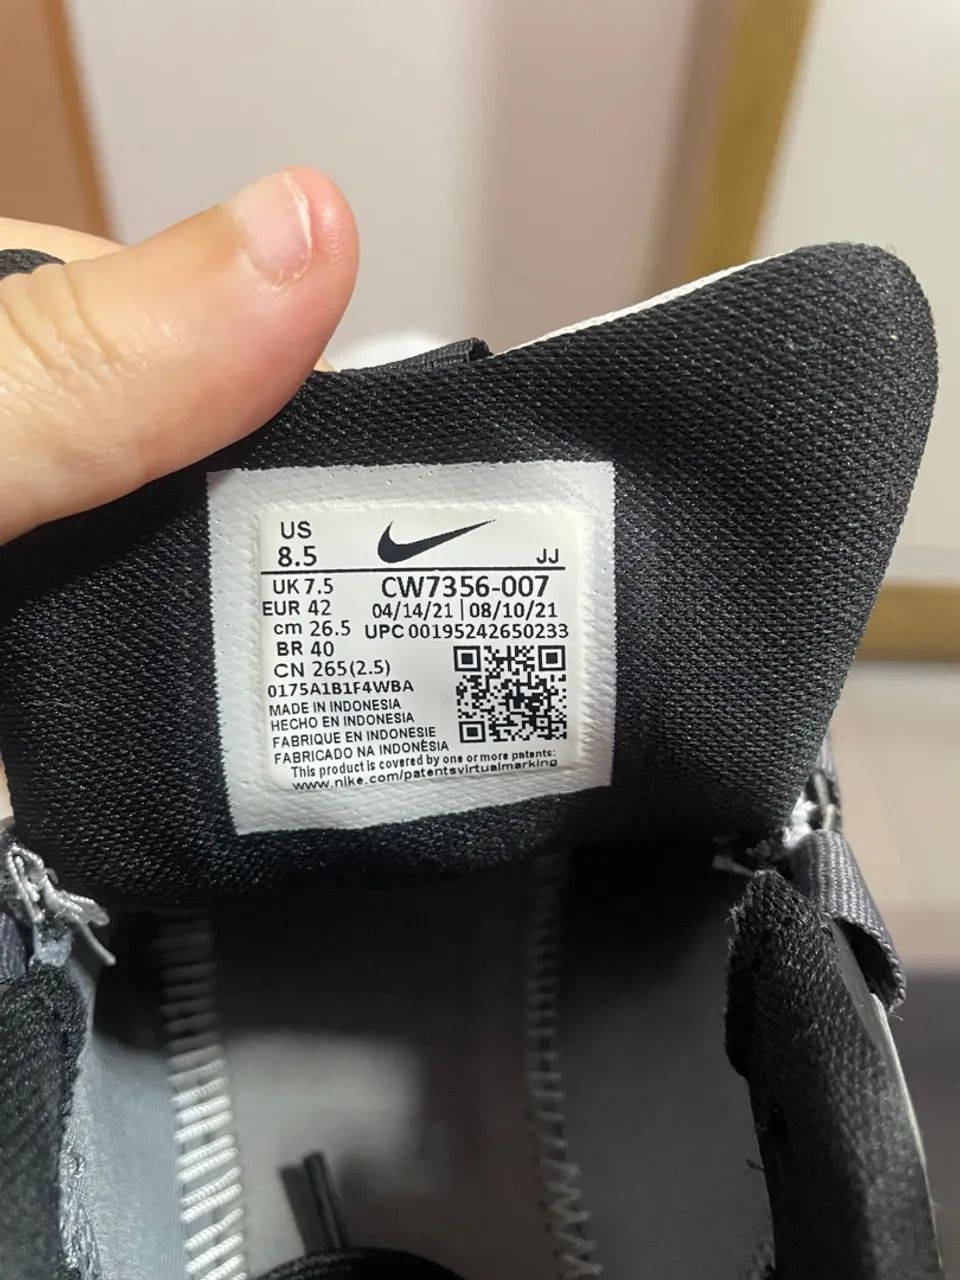 US
8.5
JJ
UK 7.5
CW7356-007
EUR 42
04/14/21 | 08/10/21
cm 26.5
UPC 00195242650233
BR 40
CN 265(2.5)
0175A1B1F4WBA
MADE IN INDONESIA
HECHO EN INDONESIA
FABRIQUE EN INDONESIE
FABRICADO NA INDONÉSIA
This product is covered by one or more patents:
www.nike.com/patentsvirtualmarking